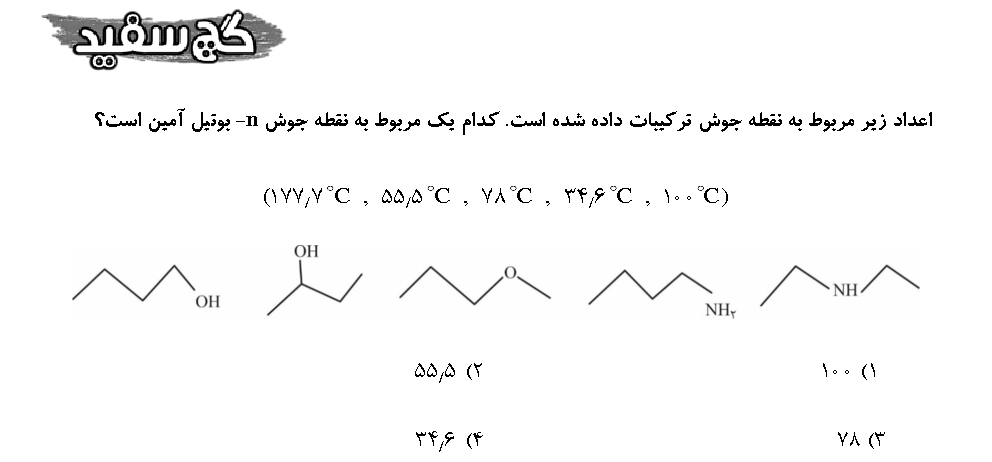 گچ سفید
اعداد زیر مربوط به نقطه جوش ترکیبات داده شده است. کدام یک مربوط به نقطه جوش n- بوتیل آمین است؟
(۱۷۷٫۷°C , ۵۵٫۵°C , ۷۸°C , ۳۴٫۶°C , ۱۰۰°C)
OH OH O NH۲ NH
۱) ۱۰۰ ۲) ۵۵٫۵
۳) ۷۸ ۴) ۳۴٫۶